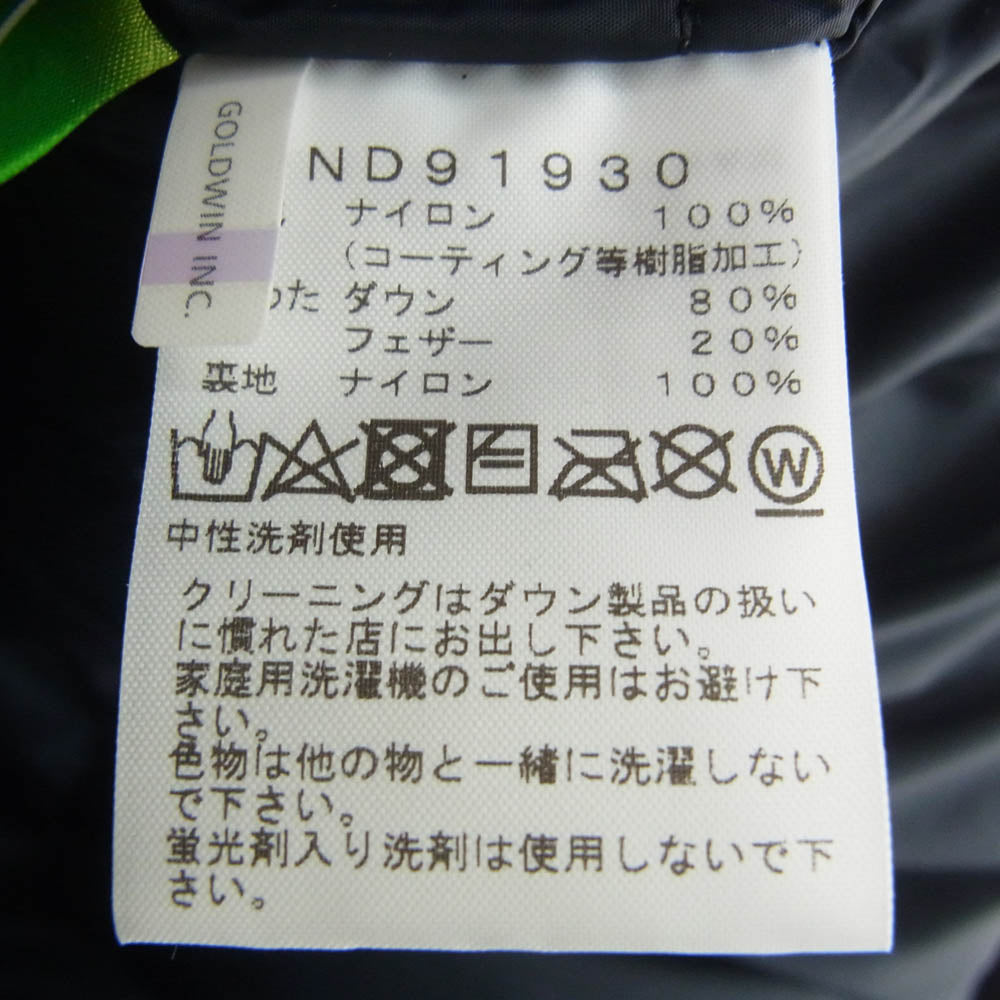 GOLDWIN INC.
ND91930
ナイロン 100%
(コーティング等樹脂加工)
わた ダウン 80%
フェザー 20%
裏地 ナイロン 100%
W
中性洗剤使用
クリーニングはダウン製品の扱い
に慣れた店にお出し下さい。
家庭用洗濯機のご使用はお避け下
さい。
色物は他の物と一緒に洗濯しない
で下さい。
蛍光剤入り洗剤は使用しないで下
さい。